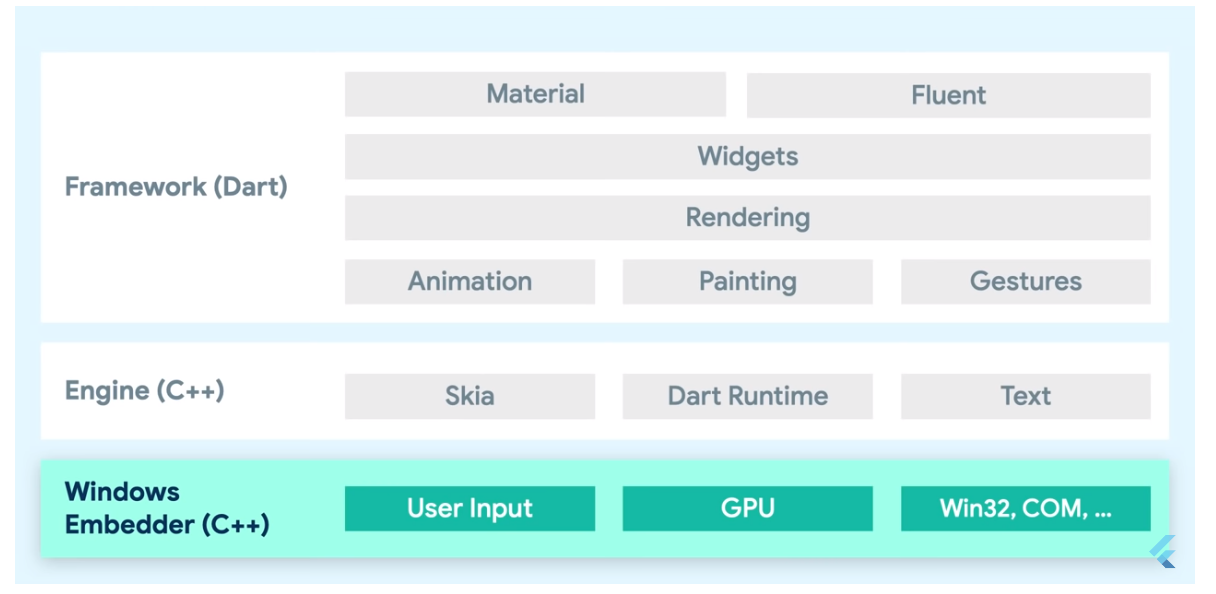 Material
Fluent
Widgets
Framework (Dart)
Rendering
Animation
Painting
Gestures
Engine (C++)
Skia
Dart Runtime
Text
Windows
Embedder (C++)
User Input
GPU
Win32, COM, ...